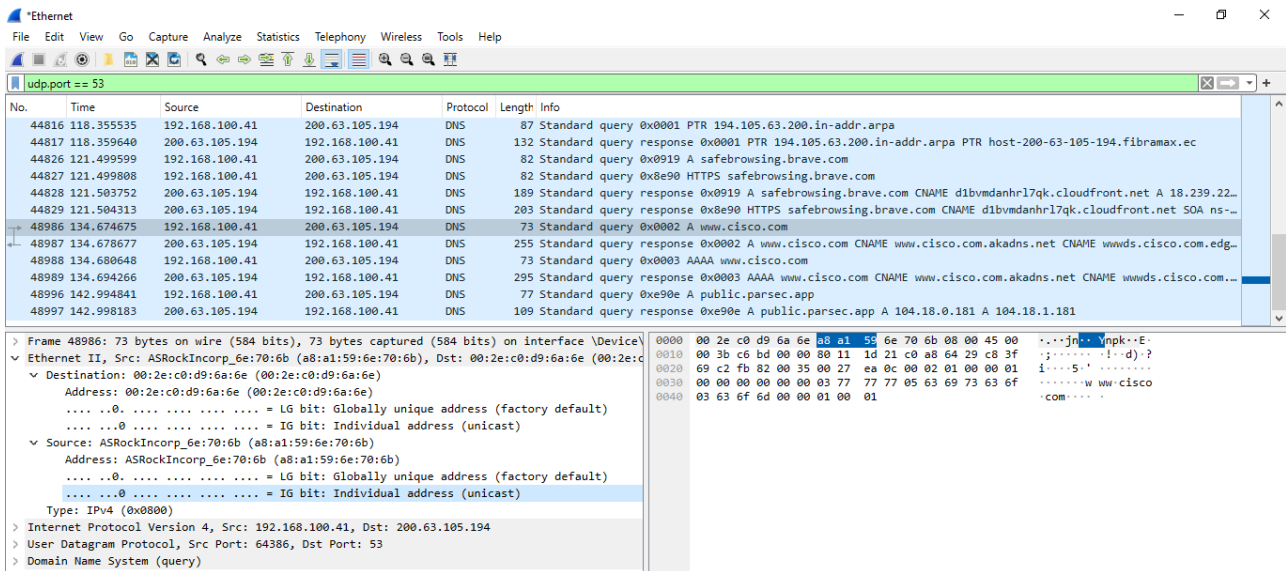 *Ethernet
File Edit View Go Capture Analyze Statistics Telephony Wireless Tools Help
udp.port == 53
No. Time Source Destination Protocol Length Info
44816 118.355535 192.168.100.41 200.63.105.194 DNS 87 Standard query 0x0001 PTR 194.105.63.200.in-addr.arpa
44817 118.359640 200.63.105.194 192.168.100.41 DNS 132 Standard query response 0x0001 PTR 194.105.63.200.in-addr.arpa PTR host-200-63-105-194.fibramax.ec
44826 121.499599 192.168.100.41 200.63.105.194 DNS 82 Standard query 0x0919 A safebrowsing.brave.com
44827 121.499808 192.168.100.41 200.63.105.194 DNS 82 Standard query 0x8e90 HTTPS safebrowsing.brave.com
44828 121.503752 200.63.105.194 192.168.100.41 DNS 189 Standard query response 0x0919 A safebrowsing.brave.com CNAME d1bvmdanhrl7qk.cloudfront.net A 18.239.22…
44829 121.504313 200.63.105.194 192.168.100.41 DNS 203 Standard query response 0x8e90 HTTPS safebrowsing.brave.com CNAME d1bvmdanhrl7qk.cloudfront.net SOA ns-…
48986 134.674675 192.168.100.41 200.63.105.194 DNS 73 Standard query 0x0002 A www.cisco.com
48987 134.678677 200.63.105.194 192.168.100.41 DNS 255 Standard query response 0x0002 A www.cisco.com CNAME www.cisco.com.akadns.net CNAME wwwds.cisco.com.edg…
48988 134.680648 192.168.100.41 200.63.105.194 DNS 73 Standard query 0x0003 AAAA www.cisco.com
48989 134.694266 200.63.105.194 192.168.100.41 DNS 295 Standard query response 0x0003 AAAA www.cisco.com CNAME www.cisco.com.akadns.net CNAME wwwds.cisco.com.…
48996 142.994841 192.168.100.41 200.63.105.194 DNS 77 Standard query 0xe90e A public.parsec.app
48997 142.998183 200.63.105.194 192.168.100.41 DNS 109 Standard query response 0xe90e A public.parsec.app A 104.18.0.181 A 104.18.1.181
> Frame 48986: 73 bytes on wire (584 bits), 73 bytes captured (584 bits) on interface \Device\
Ethernet II, Src: ASRockIncorp_6e:70:6b (a8:a1:59:6e:70:6b), Dst: 00:2e:c0:d9:6a:6e (00:2e:c
Destination: 00:2e:c0:d9:6a:6e (00:2e:c0:d9:6a:6e)
Address: 00:2e:c0:d9:6a:6e (00:2e:c0:d9:6a:6e)
.... ..0. .... .... .... .... = LG bit: Globally unique address (factory default)
.... ...0 .... .... .... .... = IG bit: Individual address (unicast)
Source: ASRockIncorp_6e:70:6b (a8:a1:59:6e:70:6b)
Address: ASRockIncorp_6e:70:6b (a8:a1:59:6e:70:6b)
.... ..0. .... .... .... .... = LG bit: Globally unique address (factory default)
.... ...0 .... .... .... .... = IG bit: Individual address (unicast)
Type: IPv4 (0x0800)
> Internet Protocol Version 4, Src: 192.168.100.41, Dst: 200.63.105.194
> User Datagram Protocol, Src Port: 64386, Dst Port: 53
> Domain Name System (query)
0000 00 2e c0 d9 6a 6e a8 a1 59 6e 70 6b 08 00 45 00 ·.··jn·· Ynpk··E·
0010 00 3b c6 bd 00 00 80 11 1d 21 c0 a8 64 29 c8 3f ·;······ ·!··d)·?
0020 69 c2 fb 82 00 35 00 27 ea 0c 00 02 01 00 00 01 i····5·' ········
0030 00 00 00 00 00 00 03 77 77 77 05 63 69 73 63 6f ·······w ww·cisco
0040 03 63 6f 6d 00 00 01 00 01 ·com···· ·